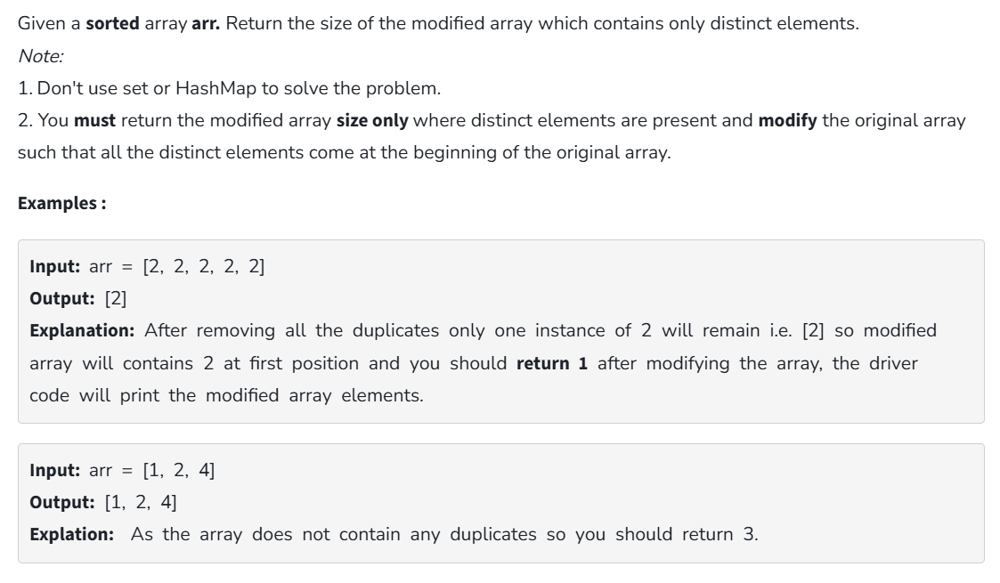 Given a sorted array arr. Return the size of the modified array which contains only distinct elements.
Note:
1. Don't use set or HashMap to solve the problem.
2. You must return the modified array size only where distinct elements are present and modify the original array
such that all the distinct elements come at the beginning of the original array.
Examples :
Input: arr = [2, 2, 2, 2, 2]
Output: [2]
Explanation: After removing all the duplicates only one instance of 2 will remain i.e. [2] so modified
array will contains 2 at first position and you should return 1 after modifying the array, the driver
code will print the modified array elements.
Input: arr = [1, 2, 4]
Output: [1, 2, 4]
Explation: As the array does not contain any duplicates so you should return 3.